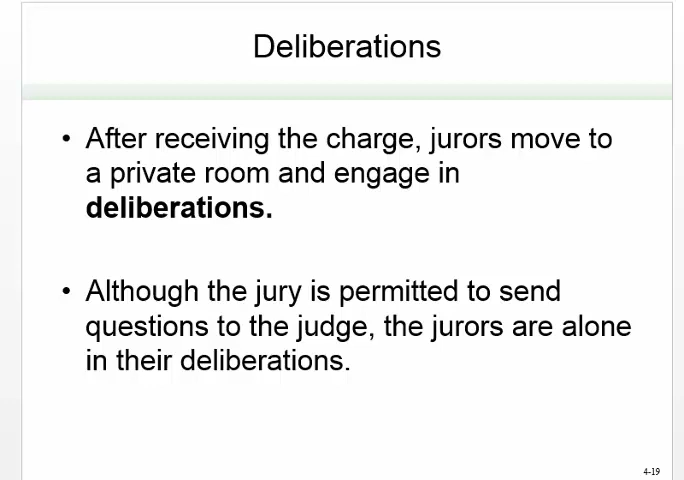 Deliberations
• After receiving the charge, jurors move to
a private room and engage in
deliberations.
• Although the jury is permitted to send
questions to the judge, the jurors are alone
in their deliberations.
4-19